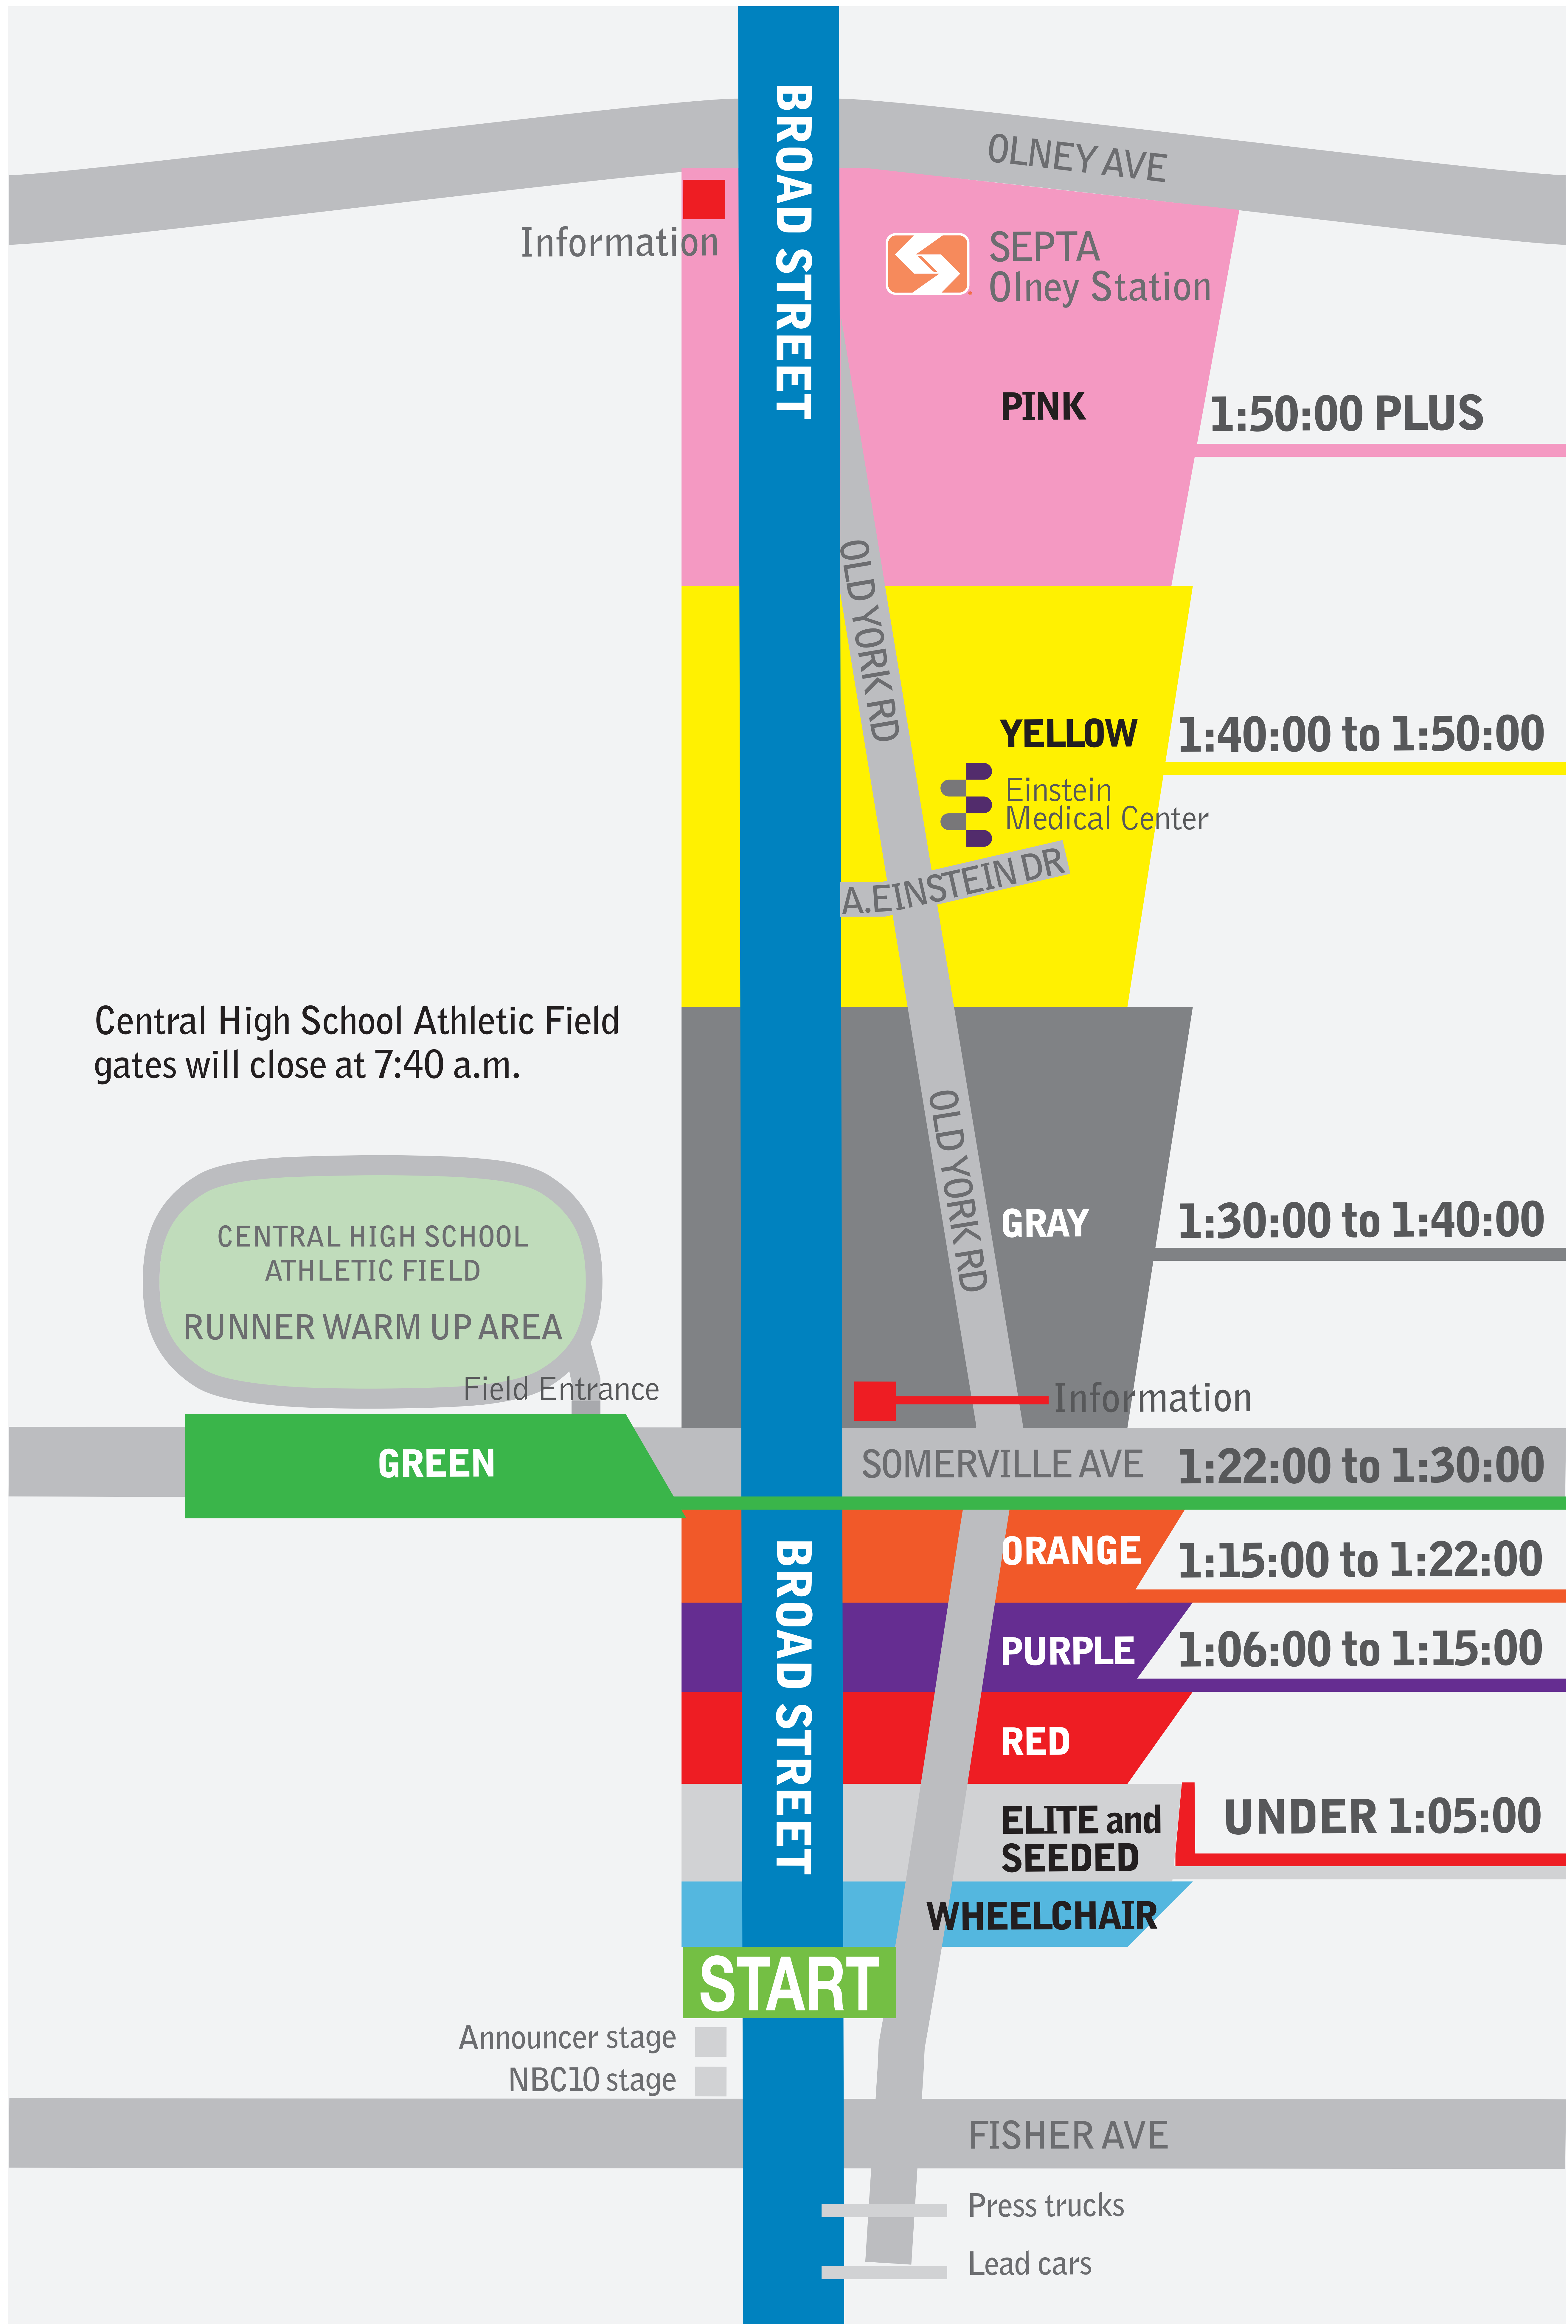 BROAD STREET
OLNEY AVE
Information
SEPTA
Olney Station
PINK
1:50:00 PLUS
OLD YORK RD
YELLOW
1:40:00 to 1:50:00
Einstein
Medical Center
A.EINSTEIN DR
Central High School Athletic Field
gates will close at 7:40 a.m.
OLD YORK RD
GRAY
1:30:00 to 1:40:00
CENTRAL HIGH SCHOOL
ATHLETIC FIELD
RUNNER WARM UP AREA
Field Entrance
Information
GREEN
SOMERVILLE AVE
1:22:00 to 1:30:00
BROAD STREET
ORANGE
1:15:00 to 1:22:00
PURPLE
1:06:00 to 1:15:00
RED
ELITE and
SEEDED
UNDER 1:05:00
WHEELCHAIR
START
Announcer stage
NBC10 stage
FISHER AVE
Press trucks
Lead cars